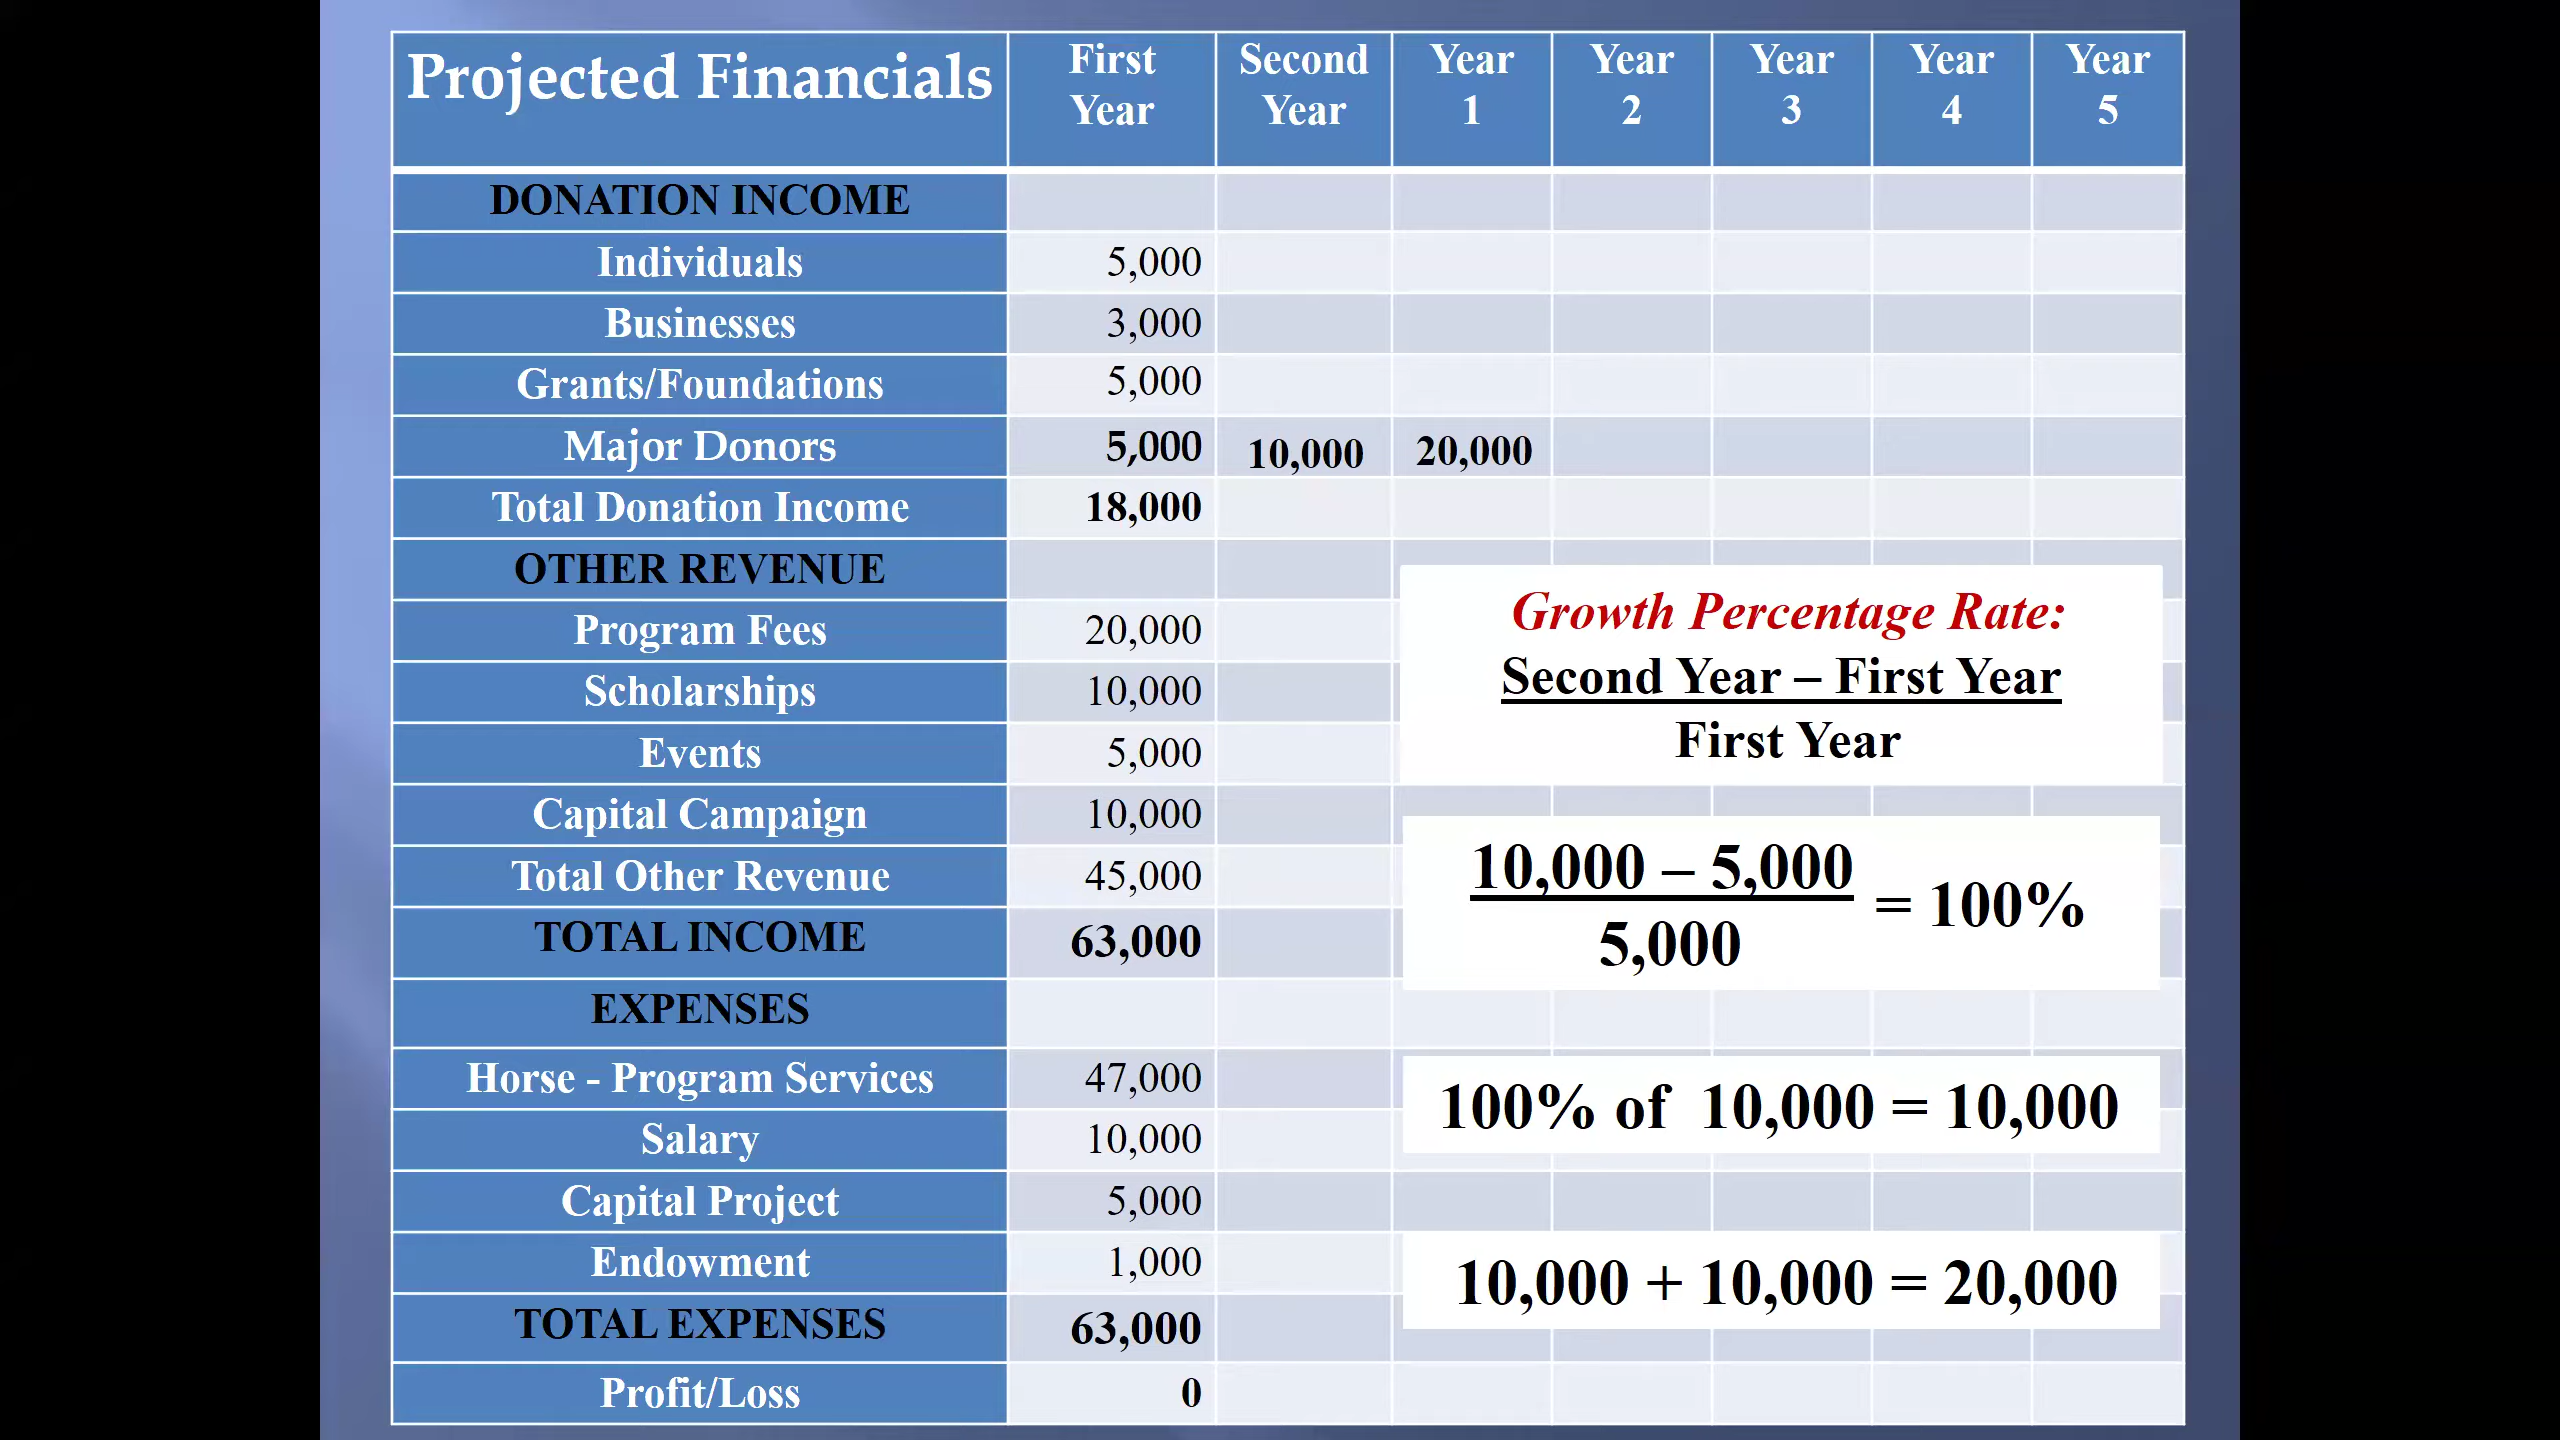 Projected Financials First Year Second Year Year 1 Year 2 Year 3 Year 4 Year 5
DONATION INCOME
Individuals 5,000
Businesses 3,000
Grants/Foundations 5,000
Major Donors 5,000 10,000 20,000
Total Donation Income 18,000
OTHER REVENUE
Program Fees 20,000
Scholarships 10,000
Events 5,000
Capital Campaign 10,000
Total Other Revenue 45,000
TOTAL INCOME 63,000
EXPENSES
Horse - Program Services 47,000
Salary 10,000
Capital Project 5,000
Endowment 1,000
TOTAL EXPENSES 63,000
Profit/Loss 0
Growth Percentage Rate:
Second Year – First Year
First Year
10,000 – 5,000
5,000
= 100%
100% of 10,000 = 10,000
10,000 + 10,000 = 20,000